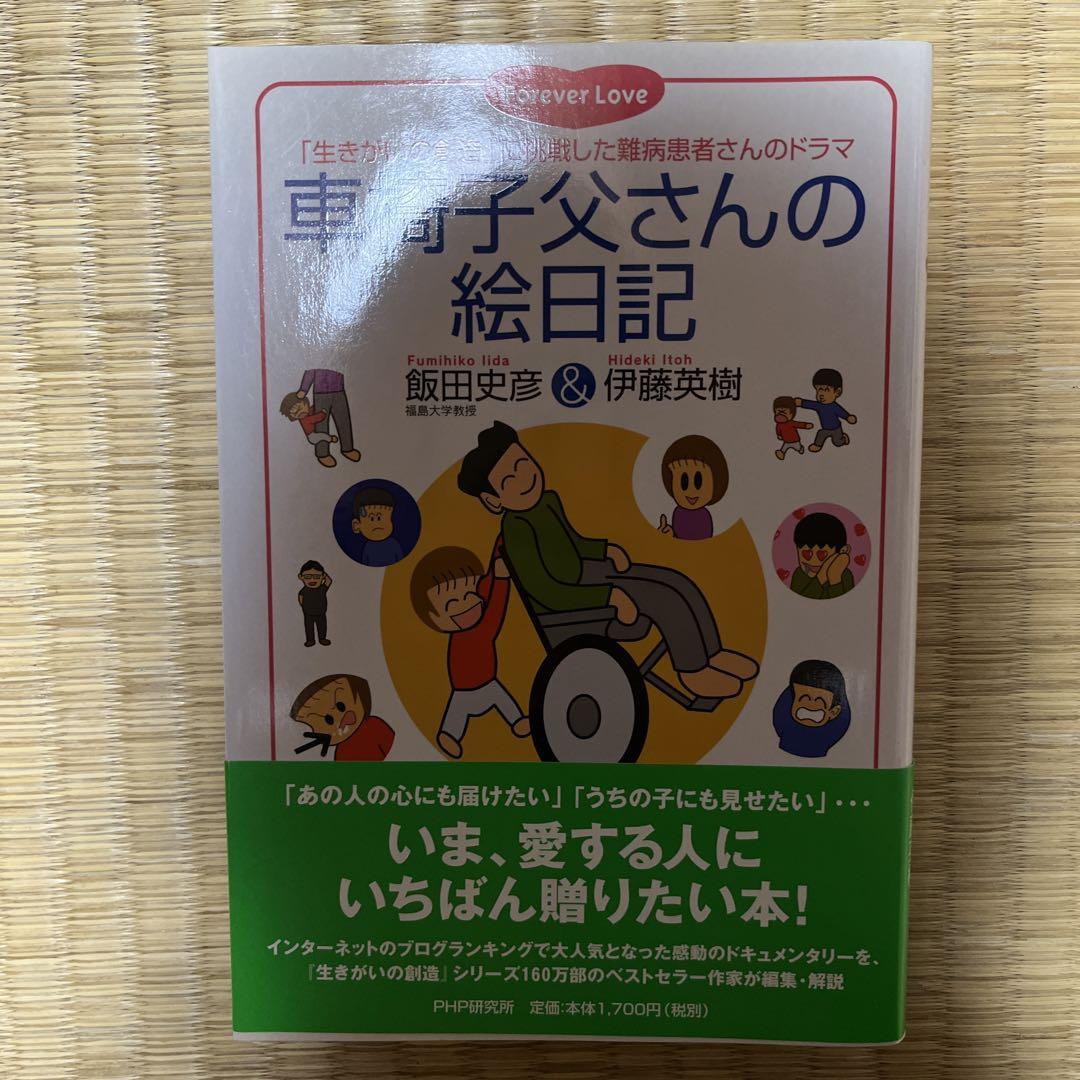 Forever Love
「生きがいの創造」に挑戦した難病患者さんのドラマ
車椅子父さんの
絵日記
Fumihiko Iida
飯田史彦
福島大学教授
&
Hideki Itoh
伊藤英樹
「あの人の心にも届けたい」「うちの子にも見せたい」・・・
いま、愛する人に
いちばん贈りたい本!
インターネットのブログランキングで大人気となった感動のドキュメンタリーを、
『生きがいの創造』シリーズ160万部のベストセラー作家が編集・解説
PHP研究所 定価:本体1,700円(税別)